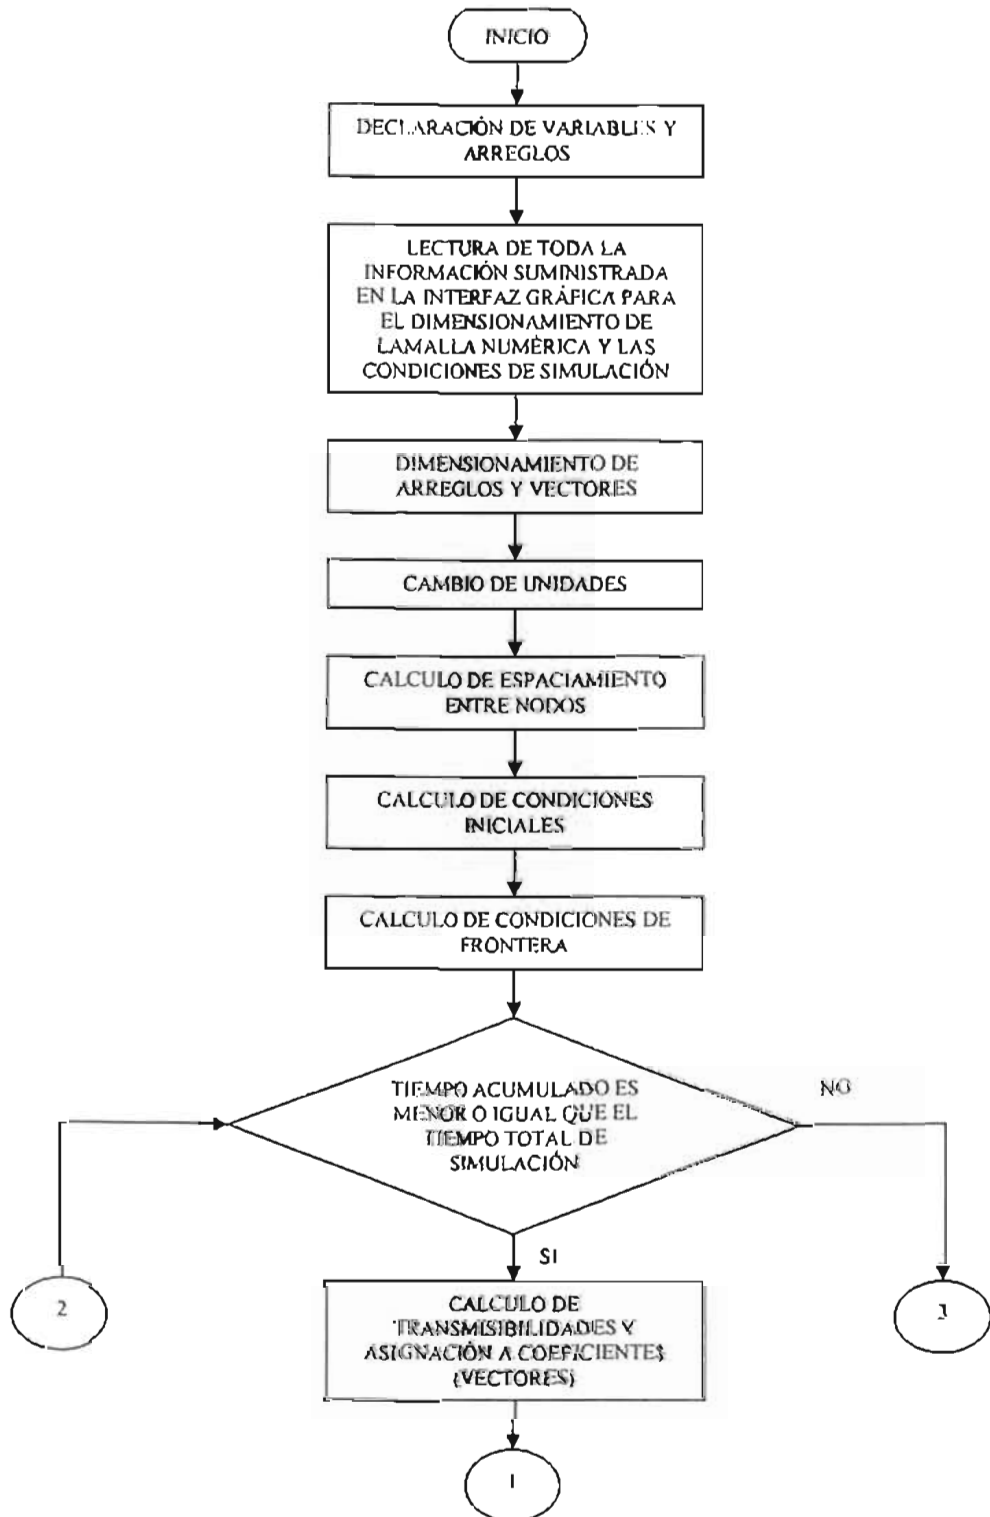 INICIO
DECLARACIÓN DE VARIABLES Y
ARREGLOS
LECTURA DE TODA LA
INFORMACIÓN SUMINISTRADA
EN LA INTERFAZ GRÁFICA PARA
EL DIMENSIONAMIENTO DE
LAMALLA NUMÉRICA Y LAS
CONDICIONES DE SIMULACIÓN
DIMENSIONAMIENTO DE
ARREGLOS Y VECTORES
CAMBIO DE UNIDADES
CALCULO DE ESPACIAMIENTO
ENTRE NODOS
CALCULO DE CONDICIONES
INICIALES
CALCULO DE CONDICIONES DE
FRONTERA
TIEMPO ACUMULADO ES
MENOR O IGUAL QUE EL
TIEMPO TOTAL DE
SIMULACIÓN
NO
SI
2
3
CALCULO DE
TRANSMISIBILIDADES Y
ASIGNACIÓN A COEFICIENTES
(VECTORES)
1